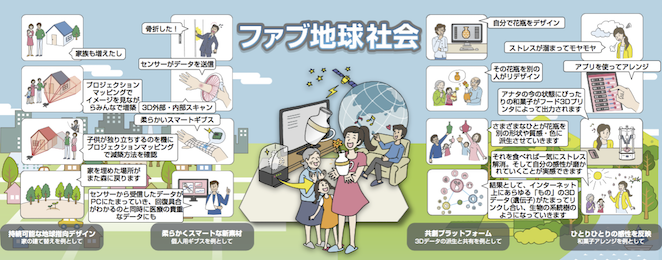 ファブ地球社会
家族も増えたし
プロジェクション
マッピングで
イメージを見なが
らみんなで増築
子供が独り立ちするのを機に
プロジェクションマッピング
で減築方法を確認
家を埋めた場所が
また森に戻ります
持続可能な地球指向デザイン
※家の建て替えを例として
骨折した！
センサーがデータを送信
3D外部・内部スキャン
柔らかいスマートギプス
センサーから受信したデータが
PCにたまっていき、回復具合
がわかるのと同時に医療の貴重
なデータにも
柔らかくスマートな新素材
個人用ギプスを例として
自分で花瓶をデザイン
その花瓶を別の
人がリデザイン
さまざまなひとが花瓶を
別の形状や質感・色に
派生させていきます
結果として、インターネット
上にあらゆる「もの」の3D
データ(遺伝子)がたまってリ
ンクし合い、生物の系統樹の
ようになっていきます
共創プラットフォーム
3Dデータの派生と共有を例として
ストレスが溜まってモヤモヤ
アプリを使ってアレンジ
アナタの今の状態にぴった
りの和菓子がフード3Dプリ
ンタによって出力されます
それを食べれば一気にストレス
解消、そして自分の感性が磨か
れていくことが実感できます
ひとりひとりの感性を反映
和菓子アレンジを例として